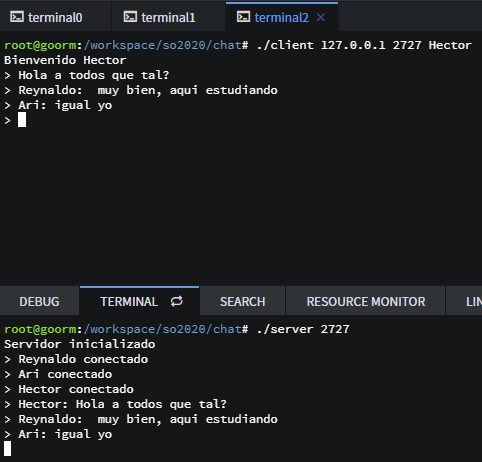 terminal0 terminal1 terminal2 ×
root@goorm:/workspace/so2020/chat# ./client 127.0.0.1 2727 Hector
Bienvenido Hector
> Hola a todos que tal?
> Reynaldo:  muy bien, aqui estudiando
> Ari: igual yo
>
DEBUG TERMINAL SEARCH RESOURCE MONITOR LIN
root@goorm:/workspace/so2020/chat# ./server 2727
Servidor inicializado
> Reynaldo conectado
> Ari conectado
> Hector conectado
> Hector: Hola a todos que tal?
> Reynaldo:  muy bien, aqui estudiando
> Ari: igual yo